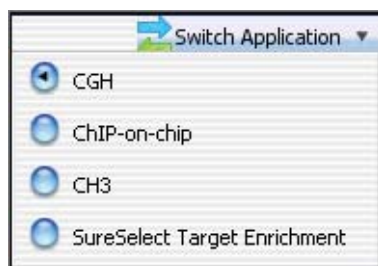 Switch Application
CGH
ChIP-on-chip
CH3
SureSelect Target Enrichment